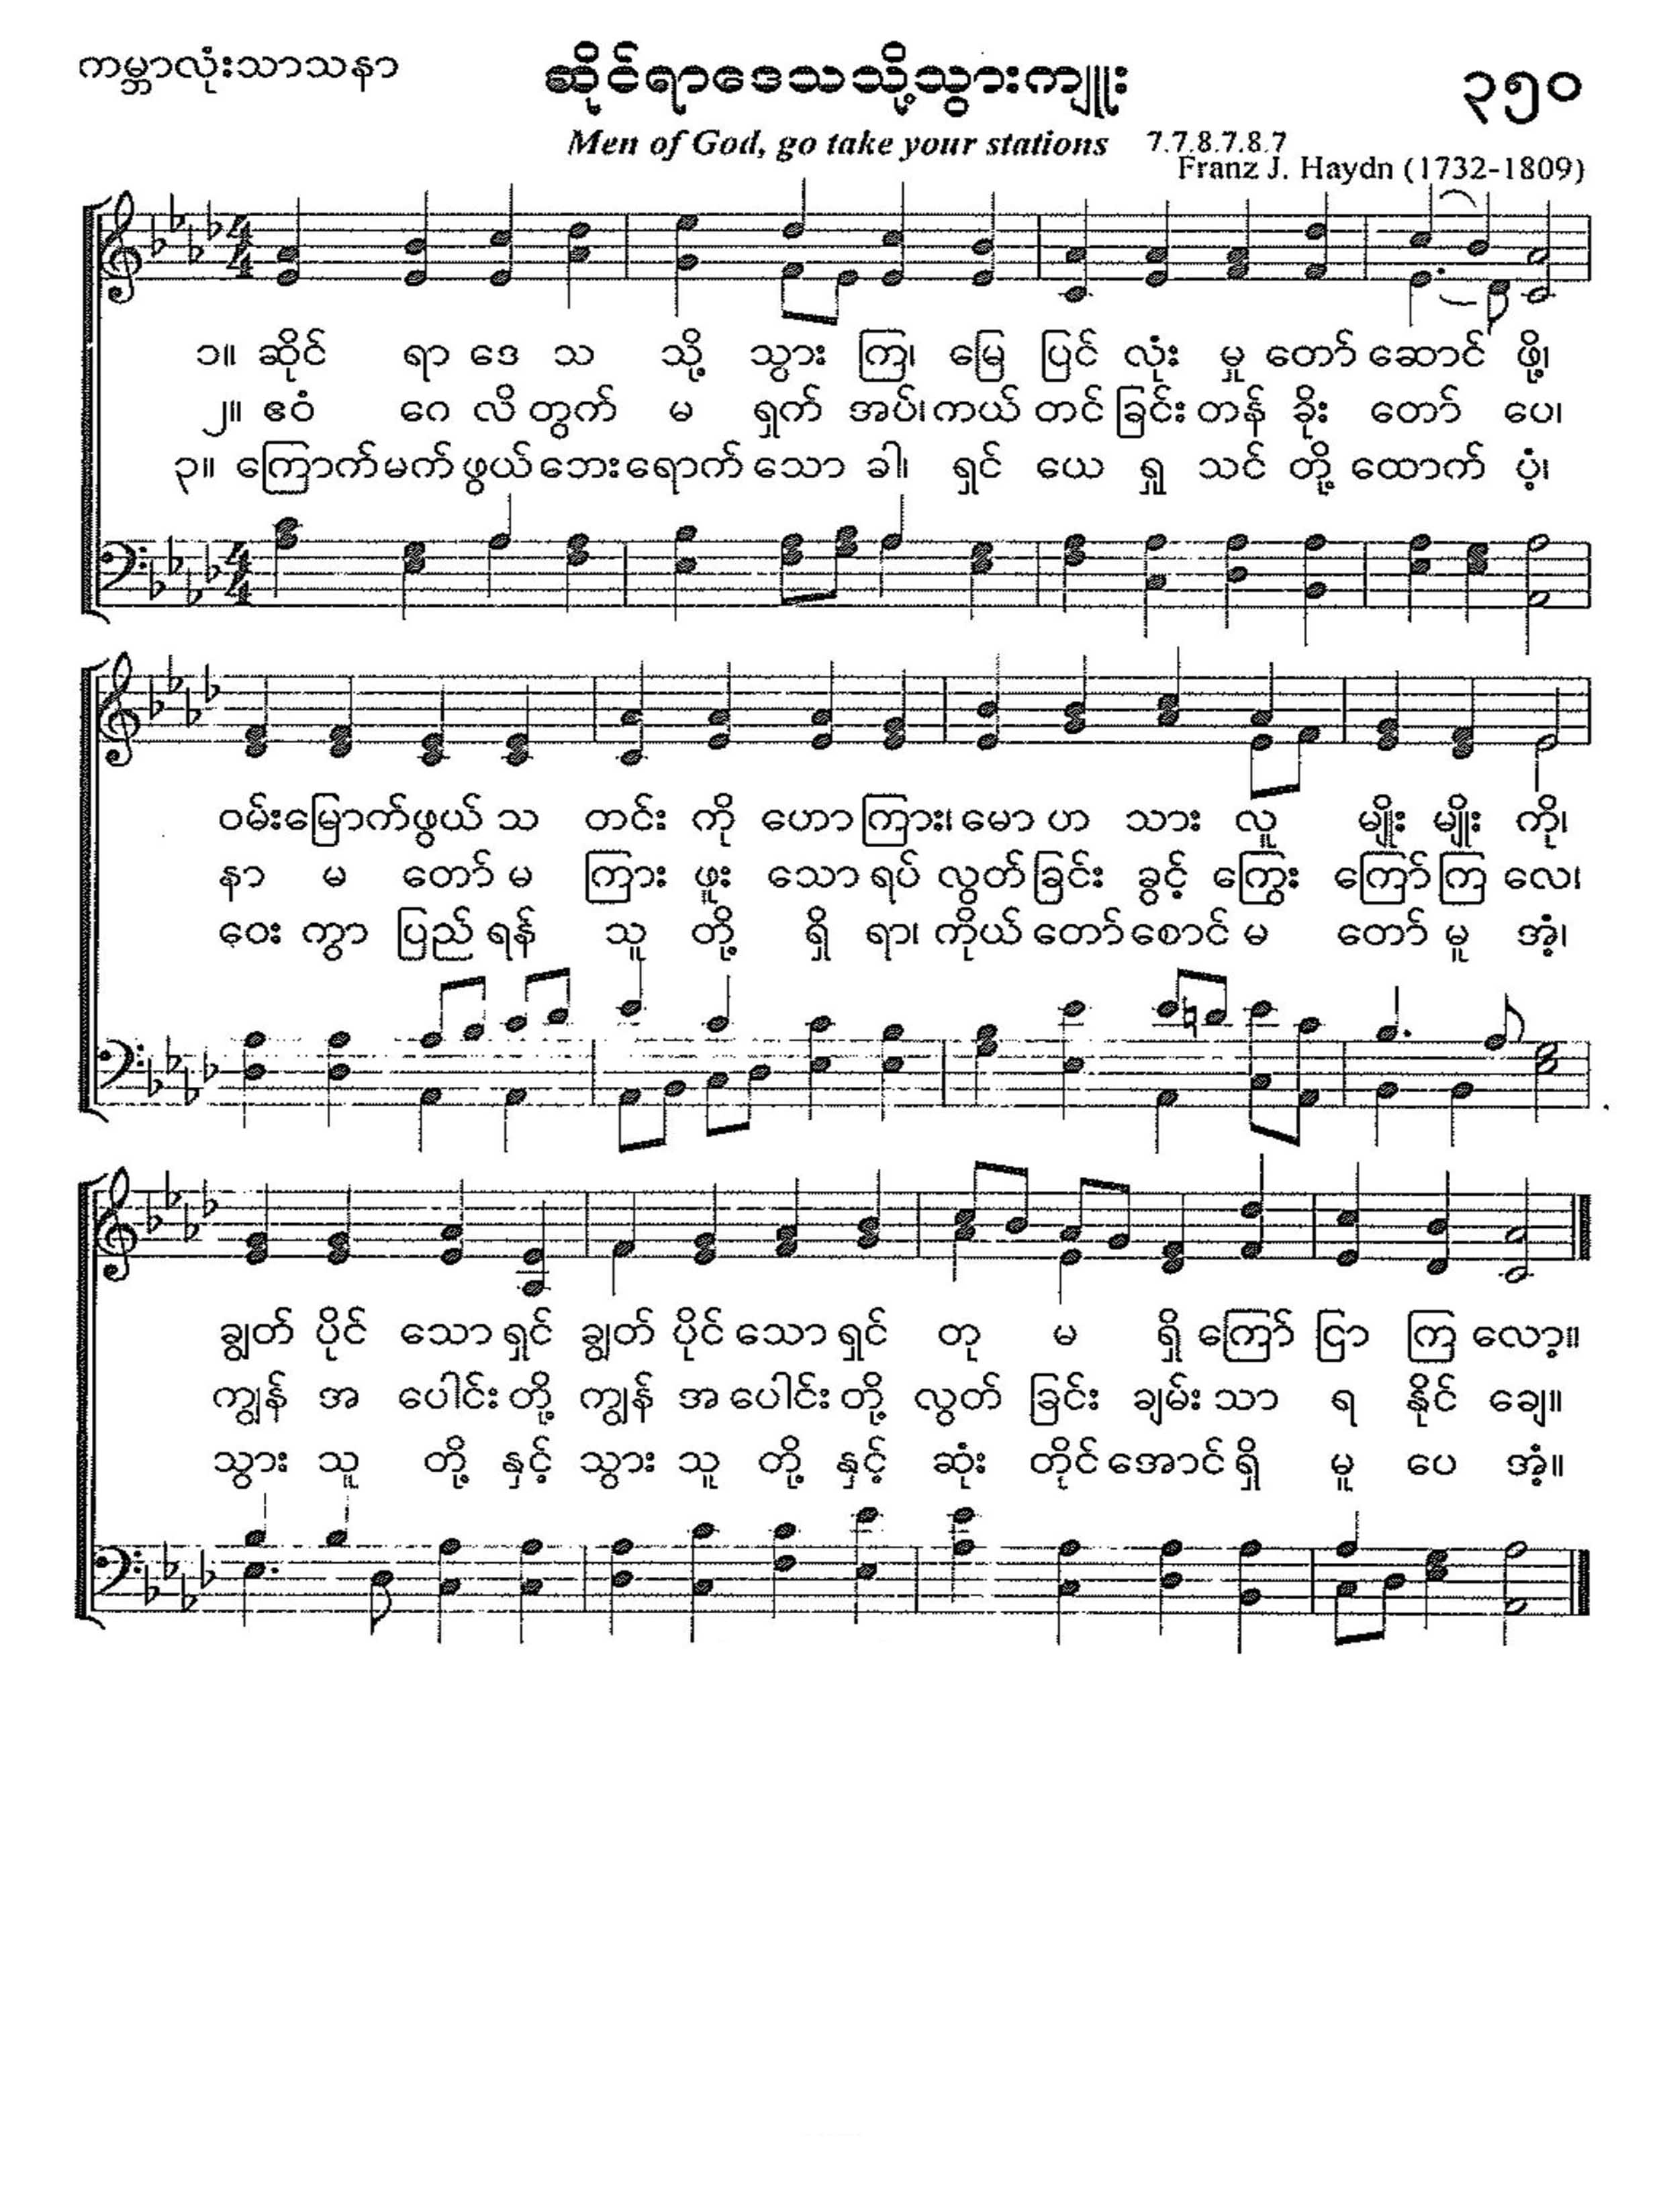 ကမ္ဘာလုံးသာသနာ
ဆိုင်ရာဒေသသို့သွားကျူး
၃၅၀
Men of God, go take your stations 7.7.8.7.8.7
Franz J. Haydn (1732-1809)
၁။ ဆိုင် ရာ ဒေ သ သို့ သွား ကြ၊ မြေ ပြင် လုံး မှု တော် ဆောင် ဖို့၊
၂။ ဧဝံ ဂေ လိ တွက် မ ရှက် အပ်၊ ကယ် တင် ခြင်း တန် ခိုး တော် ပေ၊
၃။ ကြောက် မက် ဖွယ် ဘေး ရောက် သော ခါ၊ ရှင် ယေ ရှု သင် တို့ ထောက် ပံ့၊
ဝမ်း မြောက် ဖွယ် သ တင်း ကို ဟော ကြား၊ မော ဟ သား လူ မျိုး မျိုး ကို၊
နာ မ တော် မ ကြား ဖူး သော ရပ် လွတ် ခြင်း ခွင့် ကြွေး ကြော် ကြ လေ၊
ဝေး ကွာ ပြည် ရန် သူ တို့ ရှိ ရာ၊ ကိုယ် တော် စောင် မ တော် မူ အံ့၊
ချွတ် ပိုင် သော ရှင် ချွတ် ပိုင် သော ရှင် တု မ ရှိ ကြော် ငြာ ကြ လော့။
ကျွန် အ ပေါင်း တို့ ကျွန် အ ပေါင်း တို့ လွတ် ခြင်း ချမ်း သာ ရ နိုင် ချေ။
သွား သူ တို့ နှင့် သွား သူ တို့ နှင့် ဆုံး တိုင် အောင် ရှိ မူ ပေ အံ့။